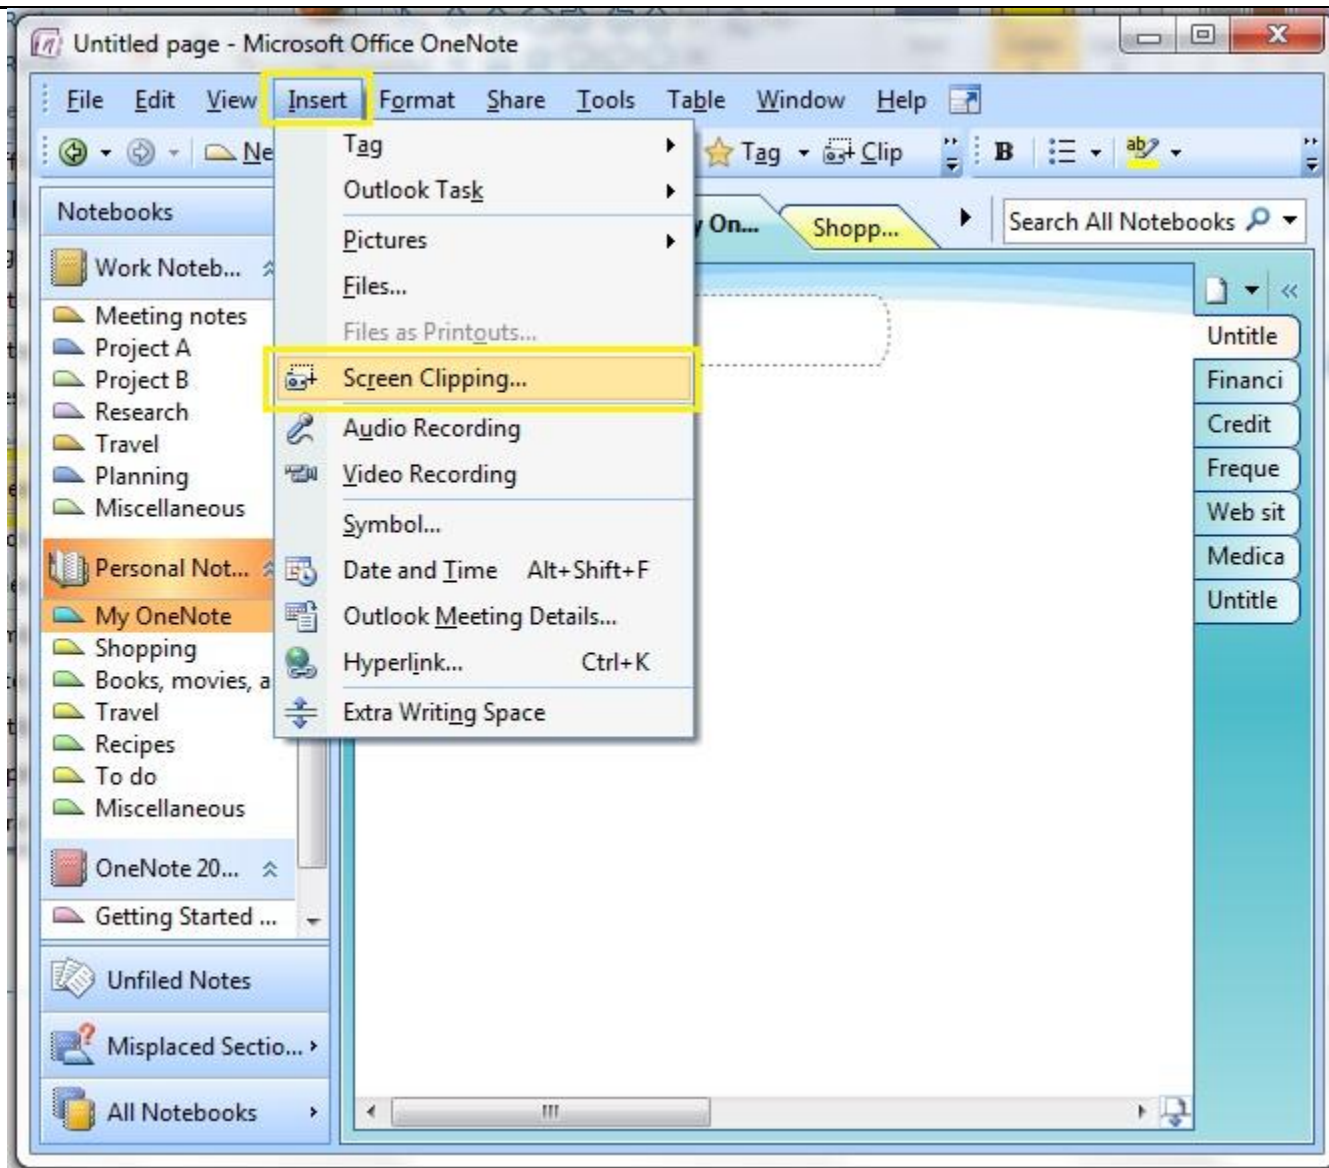 Untitled page - Microsoft Office OneNote
File Edit View Insert Format Share Tools Table Window Help
Ne Tag Clip B ab
Notebooks
y On... Shopp... Search All Notebooks
Work Noteb...
Meeting notes
Project A
Project B
Research
Travel
Planning
Miscellaneous
Personal Not...
My OneNote
Shopping
Books, movies, a
Travel
Recipes
To do
Miscellaneous
OneNote 20...
Getting Started ...
Unfiled Notes
Misplaced Sectio...
All Notebooks
Tag
Outlook Task
Pictures
Files...
Files as Printouts...
Screen Clipping...
Audio Recording
Video Recording
Symbol...
Date and Time Alt+Shift+F
Outlook Meeting Details...
Hyperlink... Ctrl+K
Extra Writing Space
Untitle
Financi
Credit
Freque
Web sit
Medica
Untitle